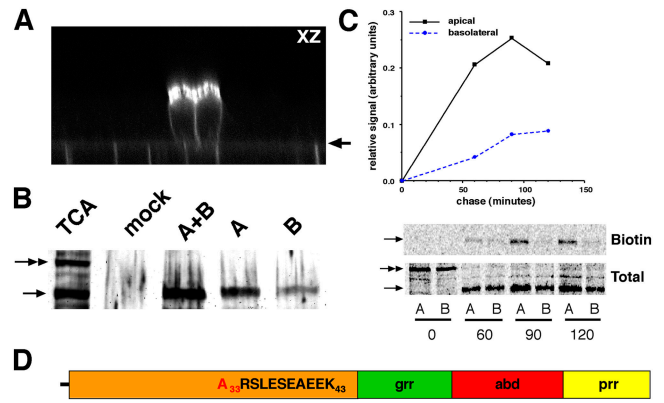 A
XZ
B
TCA
mock
A+B
A
B
C
apical
basolateral
relative signal (arbitrary units)
0.3
0.2
0.1
0.0
0
50
100
150
chase (minutes)
Biotin
Total
A B A B A B A B
0 60 90 120
D
A33RSLESEAEEK43 grr abd prr